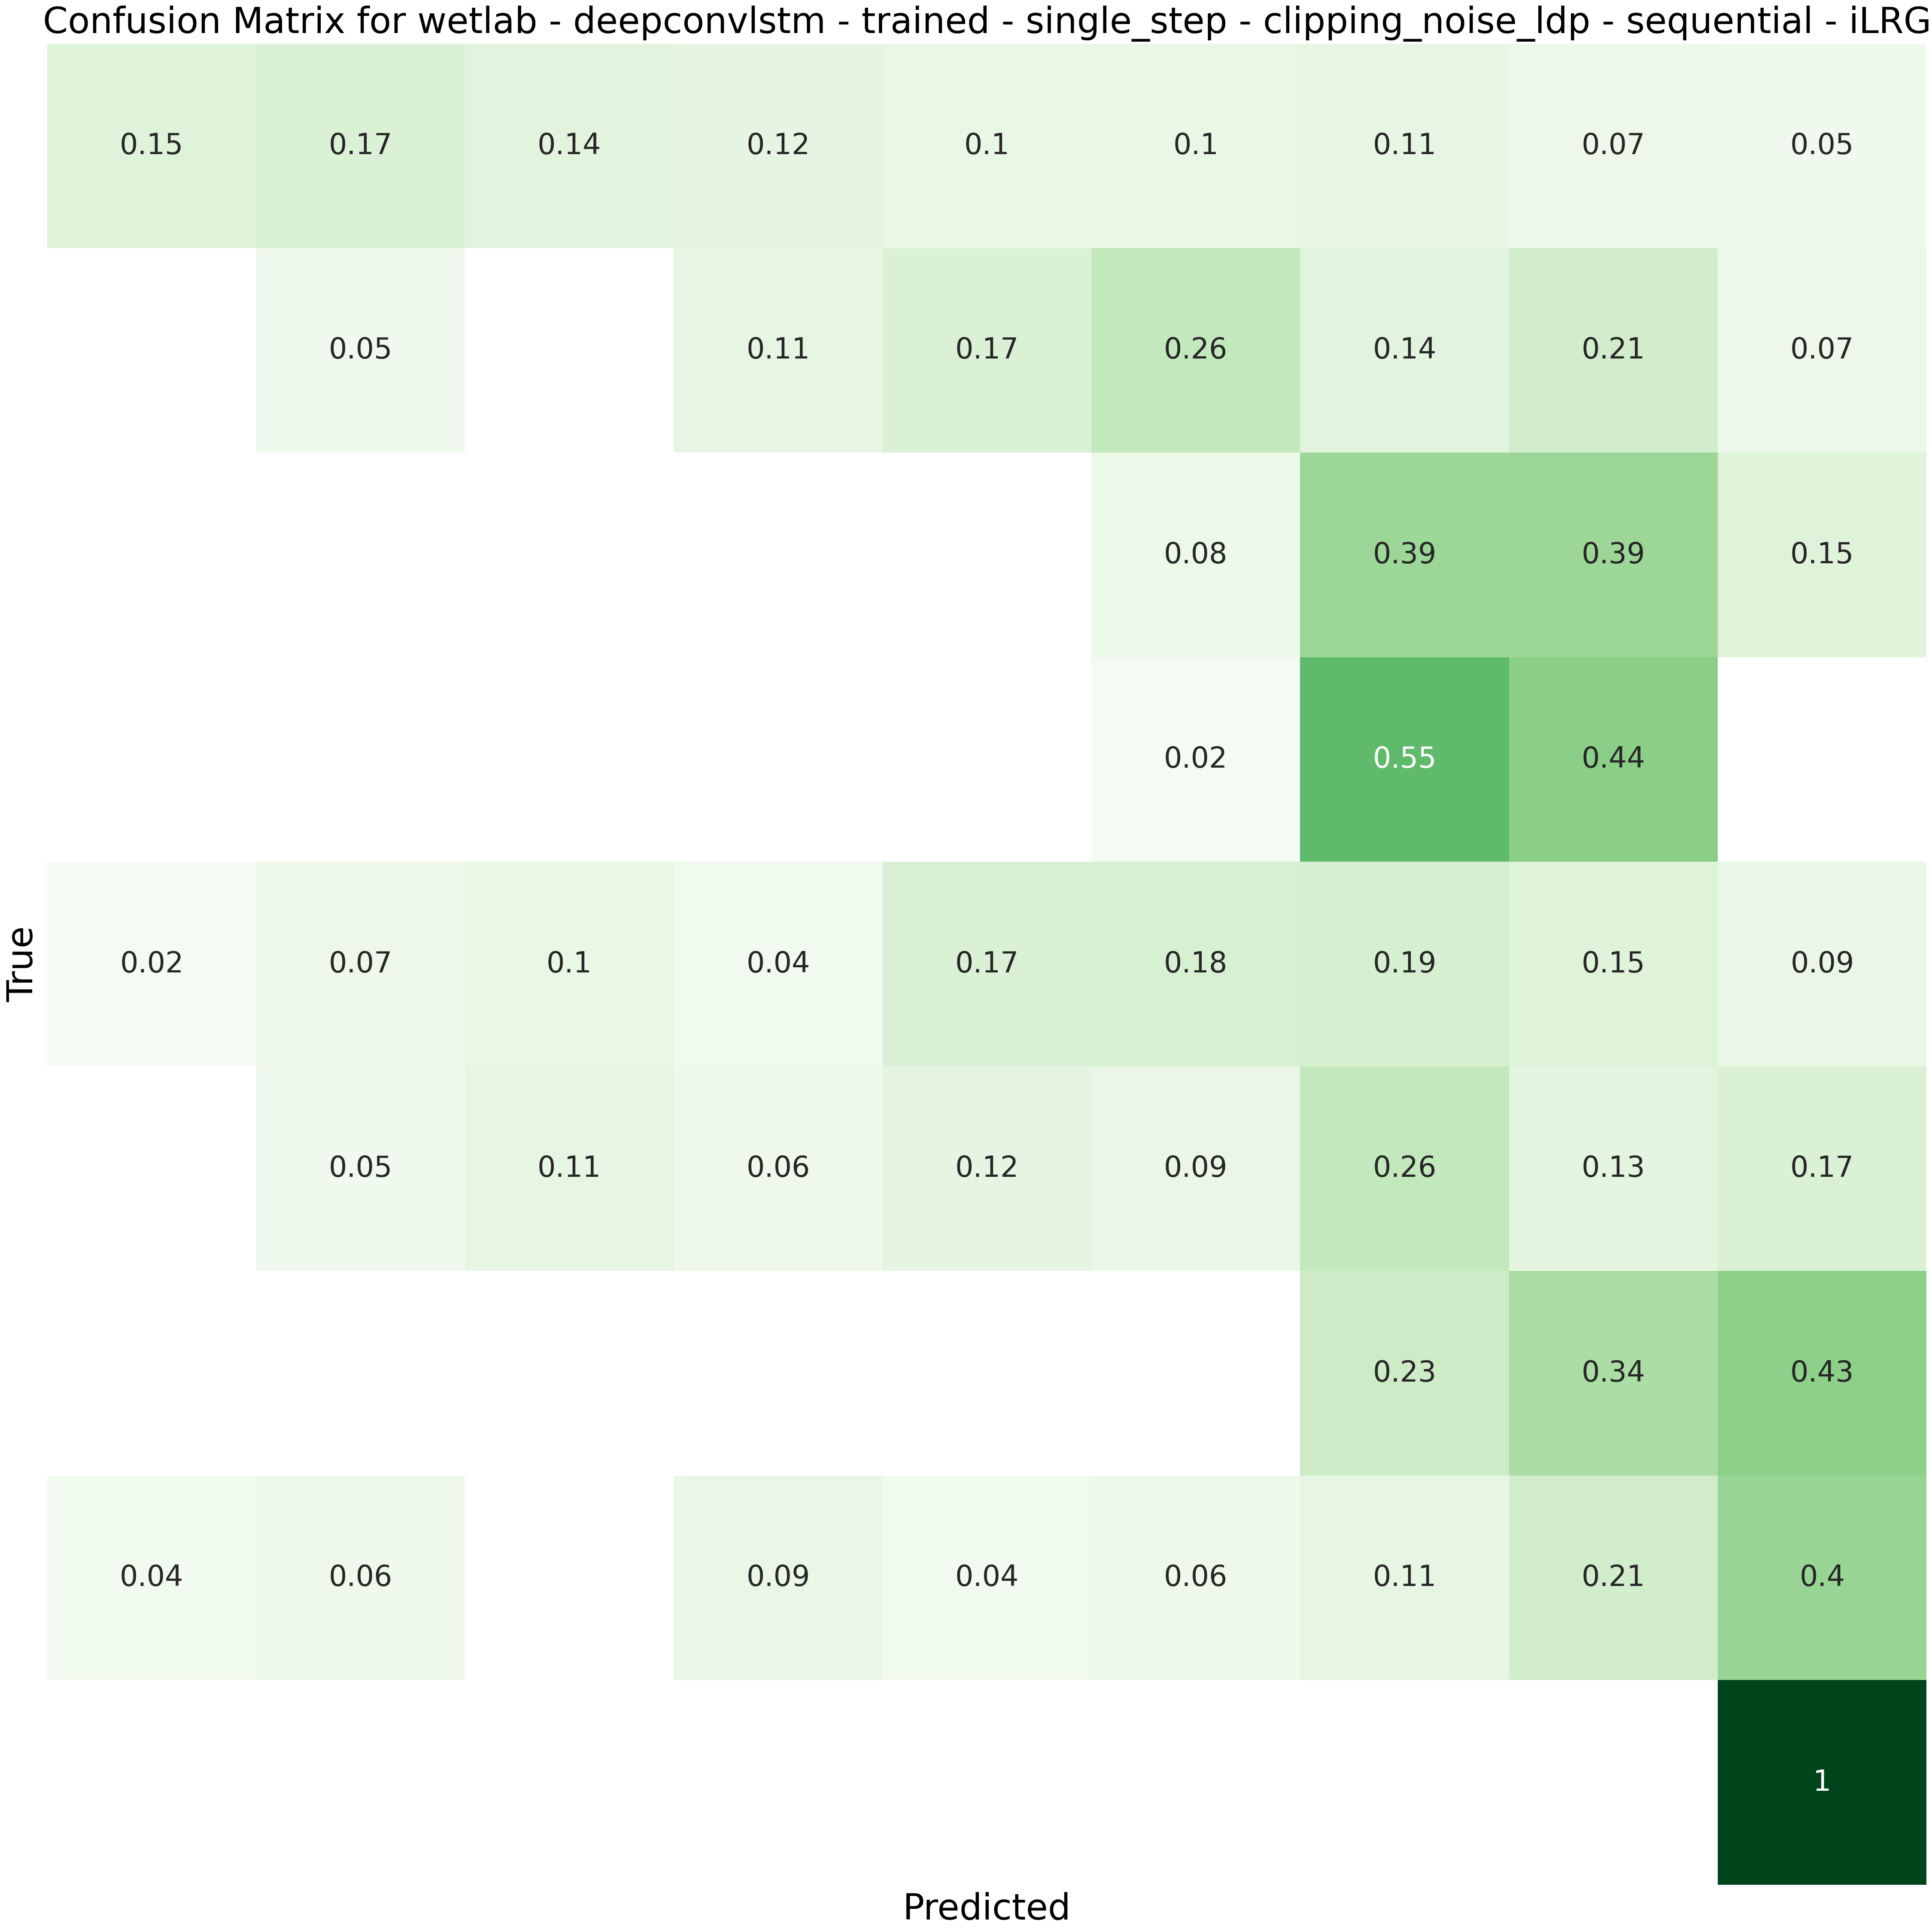 Confusion Matrix for wetlab - deepconvlstm - trained - single_step - clipping_noise_ldp - sequential - iLRG
0.15 0.17 0.14 0.12 0.1 0.1 0.11 0.07 0.05
0.05 0.11 0.17 0.26 0.14 0.21 0.07
0.08 0.39 0.39 0.15
0.02 0.55 0.44
0.02 0.07 0.1 0.04 0.17 0.18 0.19 0.15 0.09
0.05 0.11 0.06 0.12 0.09 0.26 0.13 0.17
0.23 0.34 0.43
0.04 0.06 0.09 0.04 0.06 0.11 0.21 0.4
1
True
Predicted